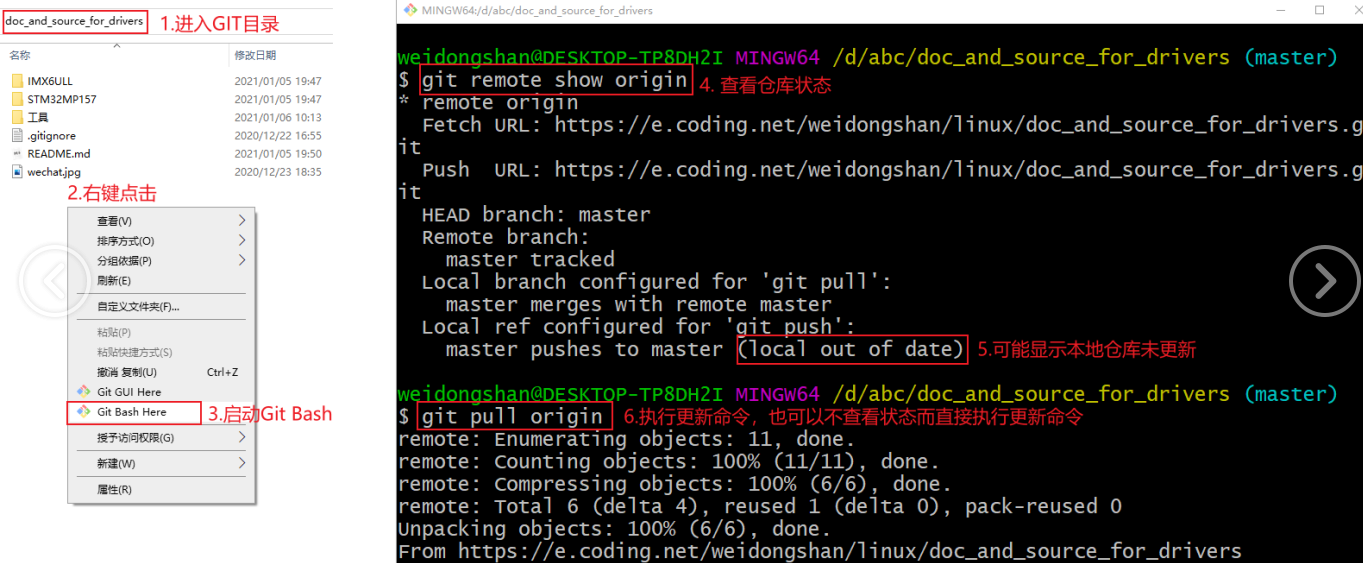 doc_and_source_for_drivers
1.进入GIT目录
名称 修改日期
IMX6ULL 2021/01/05 19:47
STM32MP157 2021/01/05 19:47
工具 2021/01/06 10:13
.gitignore 2020/12/22 16:55
README.md 2021/01/05 19:50
wechat.jpg 2020/12/23 18:35
2.右键点击
查看(V)
排序方式(O)
分组依据(P)
刷新(E)
自定义文件夹(F)...
粘贴(P)
粘贴快捷方式(S)
撤消 复制(U) Ctrl+Z
Git GUI Here
Git Bash Here
3.启动Git Bash
授予访问权限(G)
新建(W)
属性(R)
MINGW64:/d/abc/doc_and_source_for_drivers
weidongshan@DESKTOP-TP8DH2I MINGW64 /d/abc/doc_and_source_for_drivers (master)
$ git remote show origin
4. 查看仓库状态
* remote origin
Fetch URL: https://e.coding.net/weidongshan/linux/doc_and_source_for_drivers.g
it
Push  URL: https://e.coding.net/weidongshan/linux/doc_and_source_for_drivers.g
it
HEAD branch: master
Remote branch:
master tracked
Local branch configured for 'git pull':
master merges with remote master
Local ref configured for 'git push':
master pushes to master (local out of date)
5.可能显示本地仓库未更新
weidongshan@DESKTOP-TP8DH2I MINGW64 /d/abc/doc_and_source_for_drivers (master)
$ git pull origin
6.执行更新命令，也可以不查看状态而直接执行更新命令
remote: Enumerating objects: 11, done.
remote: Counting objects: 100% (11/11), done.
remote: Compressing objects: 100% (6/6), done.
remote: Total 6 (delta 4), reused 1 (delta 0), pack-reused 0
Unpacking objects: 100% (6/6), done.
From https://e.coding.net/weidongshan/linux/doc_and_source_for_drivers